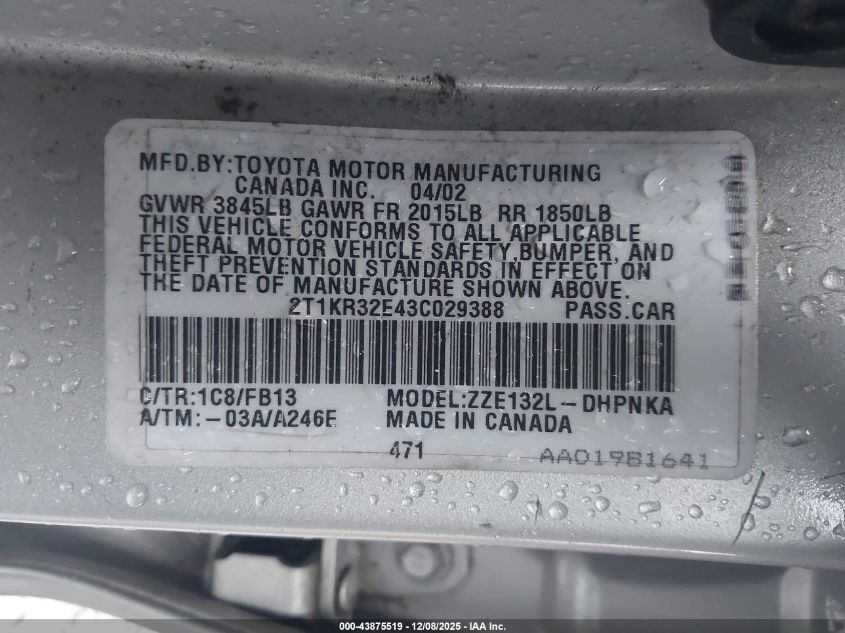 MFD.BY:TOYOTA MOTOR MANUFACTURING
CANADA INC. 04/02
GVWR 3845LB GAWR FR 2015LB RR 1850LB
THIS VEHICLE CONFORMS TO ALL APPLICABLE
FEDERAL MOTOR VEHICLE SAFETY,BUMPER, AND
THEFT PREVENTION STANDARDS IN EFFECT ON
THE DATE OF MANUFACTURE SHOWN ABOVE.
2T1KR32E43C029388 PASS.CAR
C/TR:1C8/FB13 MODEL:ZZE132L-DHPNKA
A/TM:-03A/A246E MADE IN CANADA
471 AA019B1641
000-43875519 | 12/08/2025 | IAA Inc.